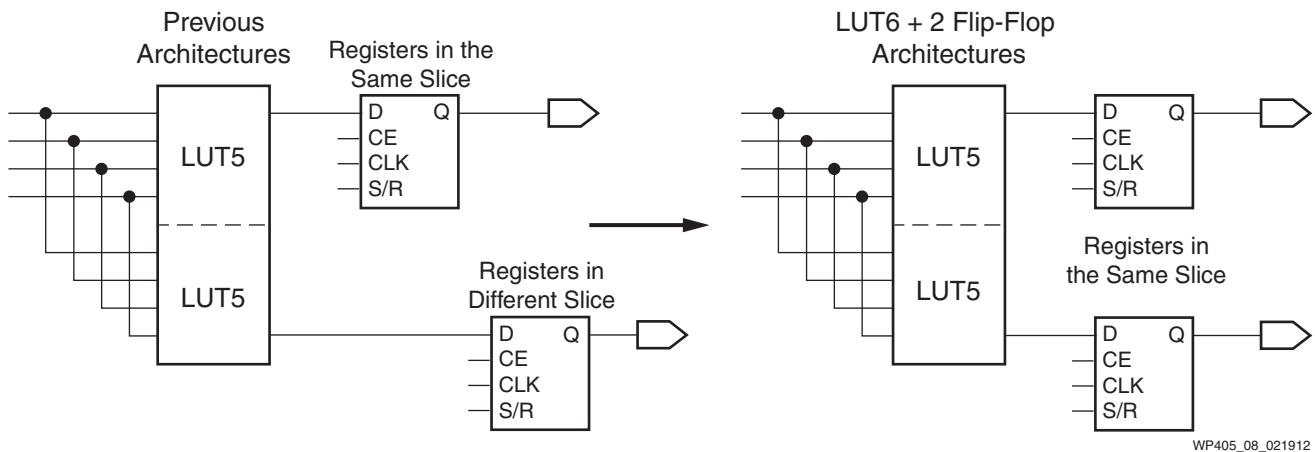 Previous
Architectures
Registers in the
Same Slice
LUT5
LUT5
D Q
CE
CLK
S/R
Registers in
Different Slice
D Q
CE
CLK
S/R
LUT6 + 2 Flip-Flop
Architectures
LUT5
LUT5
D Q
CE
CLK
S/R
Registers in
the Same Slice
D Q
CE
CLK
S/R
WP405_08_021912